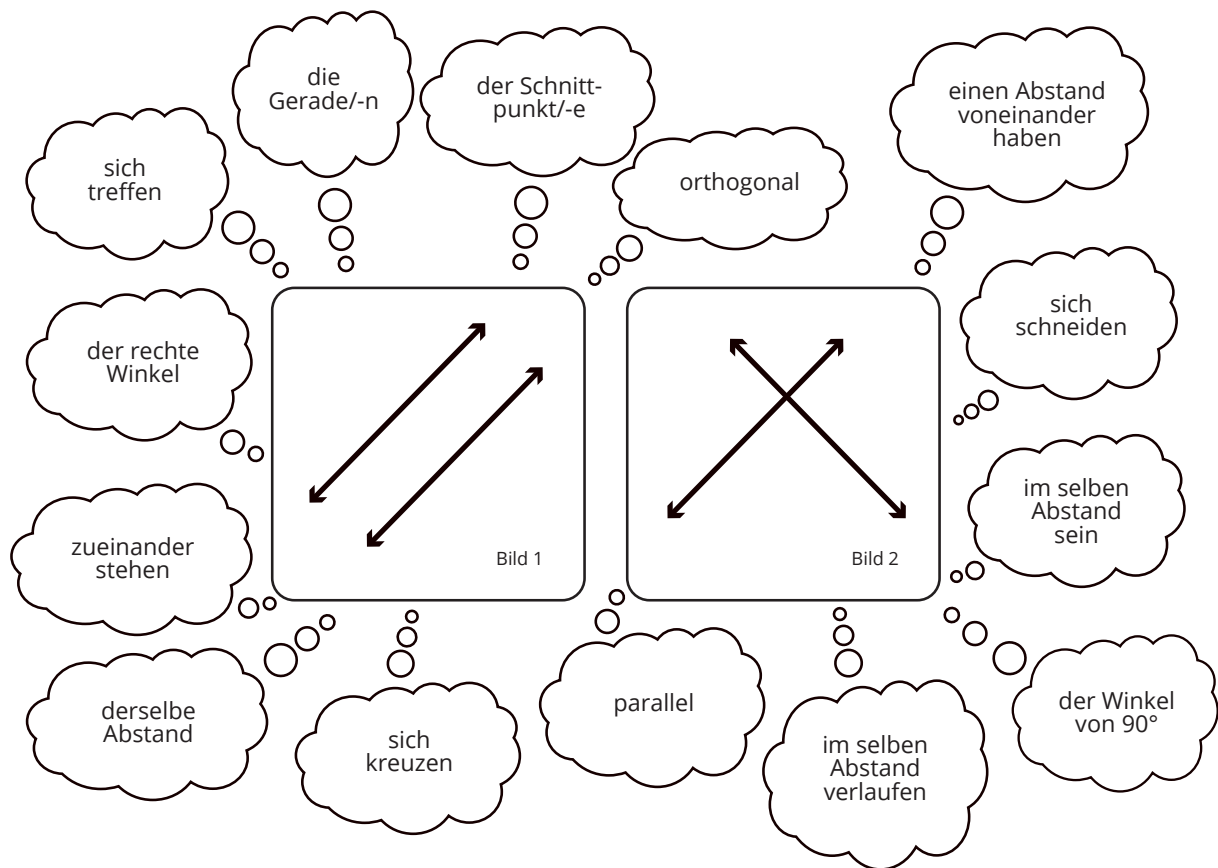 die
Gerade/-n
der Schnitt-
punkt/-e
einen Abstand
voneinander
haben
sich
treffen
orthogonal
der rechte
Winkel
sich
schneiden
zueinander
stehen
im selben
Abstand
sein
Bild 1
Bild 2
derselbe
Abstand
sich
kreuzen
parallel
im selben
Abstand
verlaufen
der Winkel
von 90°